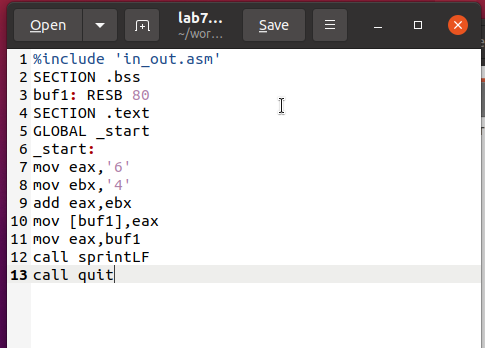 Open
lab7...
~/wor...
Save
1 %include 'in_out.asm'
2 SECTION .bss
3 buf1: RESB 80
4 SECTION .text
5 GLOBAL _start
6 _start:
7 mov eax,'6'
8 mov ebx,'4'
9 add eax,ebx
10 mov [buf1],eax
11 mov eax,buf1
12 call sprintLF
13 call quit